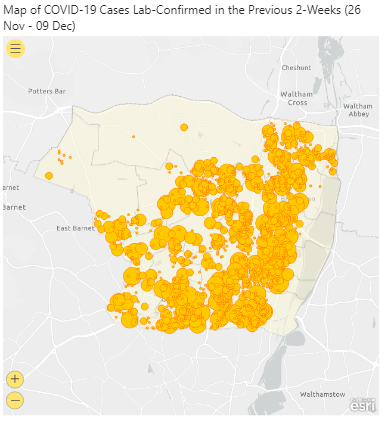 Map of COVID-19 Cases Lab-Confirmed in the Previous 2-Weeks (26
Nov - 09 Dec)
Cheshunt
Potters Bar
Waltham
Cross
Waltham
Abbey
arnet
Barnet
East Barnet
Walthamstow
esri